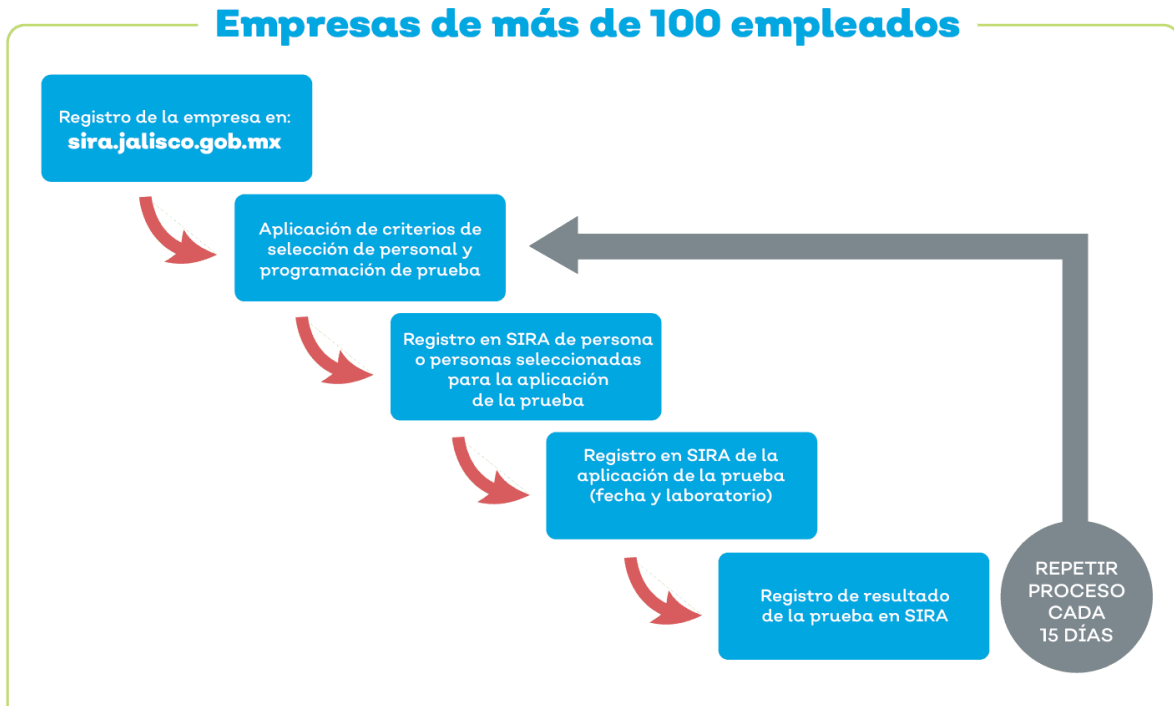 Empresas de más de 100 empleados
Registro de la empresa en:
sira.jalisco.gob.mx
Aplicación de criterios de
selección de personal y
programación de prueba
Registro en SIRA de persona
o personas seleccionadas
para la aplicación
de la prueba
Registro en SIRA de la
aplicación de la prueba
(fecha y laboratorio)
Registro de resultado
de la prueba en SIRA
REPETIR
PROCESO
CADA
15 DÍAS